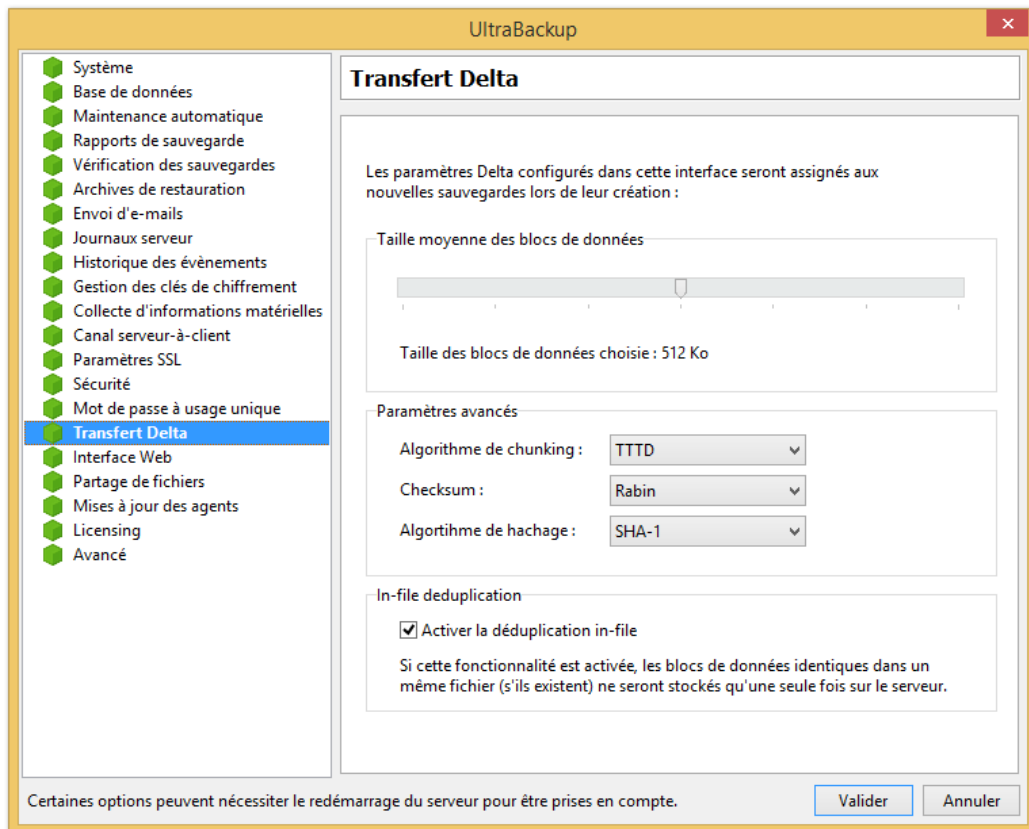 UltraBackup
Système
Base de données
Maintenance automatique
Rapports de sauvegarde
Vérification des sauvegardes
Archives de restauration
Envoi d'e-mails
Journaux serveur
Historique des évènements
Gestion des clés de chiffrement
Collecte d'informations matérielles
Canal serveur-à-client
Paramètres SSL
Sécurité
Mot de passe à usage unique
Transfert Delta
Interface Web
Partage de fichiers
Mises à jour des agents
Licensing
Avancé
Transfert Delta
Les paramètres Delta configurés dans cette interface seront assignés aux
nouvelles sauvegardes lors de leur création :
Taille moyenne des blocs de données
Taille des blocs de données choisie : 512 Ko
Paramètres avancés
Algorithme de chunking : TTTD
Checksum : Rabin
Algortihme de hachage : SHA-1
In-file deduplication
Activer la déduplication in-file
Si cette fonctionnalité est activée, les blocs de données identiques dans un
même fichier (s'ils existent) ne seront stockés qu'une seule fois sur le serveur.
Certaines options peuvent nécessiter le redémarrage du serveur pour être prises en compte.
Valider
Annuler